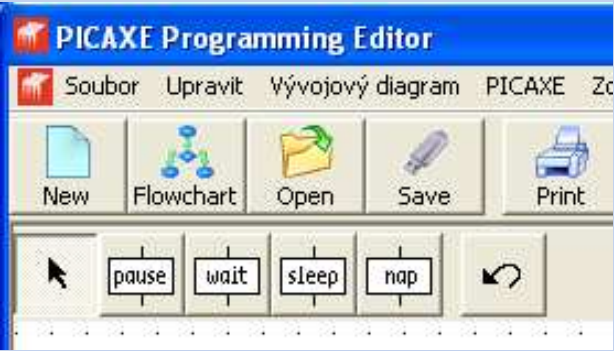 PICAXE Programming Editor
Soubor Upravit Vývojový diagram PICAXE
New Flowchart Open Save Print
pause wait sleep nap